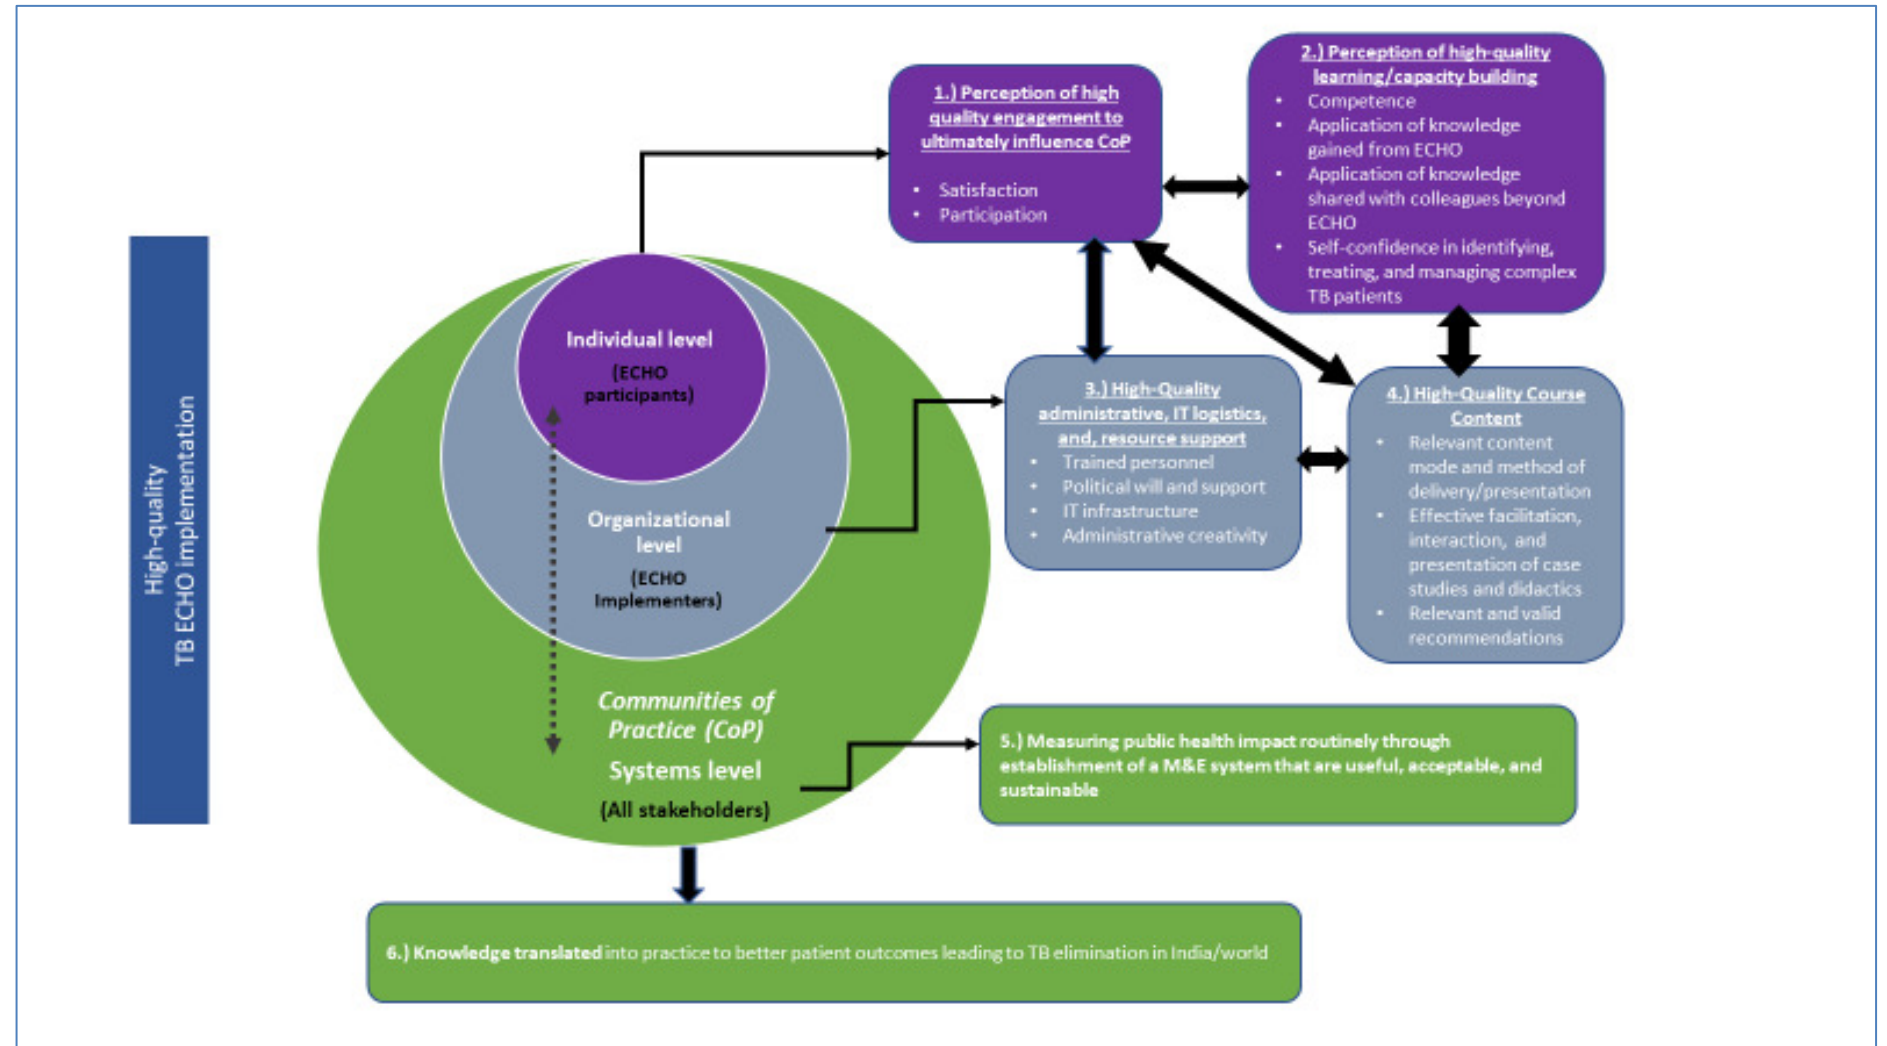 High-quality
TB ECHO implementation
Individual level
(ECHO
participants)
Organizational
level
(ECHO
Implementers)
Communities of
Practice (CoP)
Systems level
(All stakeholders)
1.) Perception of high
quality engagement to
ultimately influence CoP
• Satisfaction
• Participation
2.) Perception of high-quality
learning/capacity building
• Competence
• Application of knowledge
gained from ECHO
• Application of knowledge
shared with colleagues beyond
ECHO
• Self-confidence in identifying,
treating, and managing complex
TB patients
3.) High-Quality
administrative, IT logistics,
and, resource support
• Trained personnel
• Political will and support
• IT infrastructure
• Administrative creativity
4.) High-Quality Course
Content
• Relevant content
mode and method of
delivery/presentation
• Effective facilitation,
interaction, and
presentation of case
studies and didactics
• Relevant and valid
recommendations
5.) Measuring public health impact routinely through
establishment of a M&E system that are useful, acceptable, and
sustainable
6.) Knowledge translated into practice to better patient outcomes leading to TB elimination in India/world